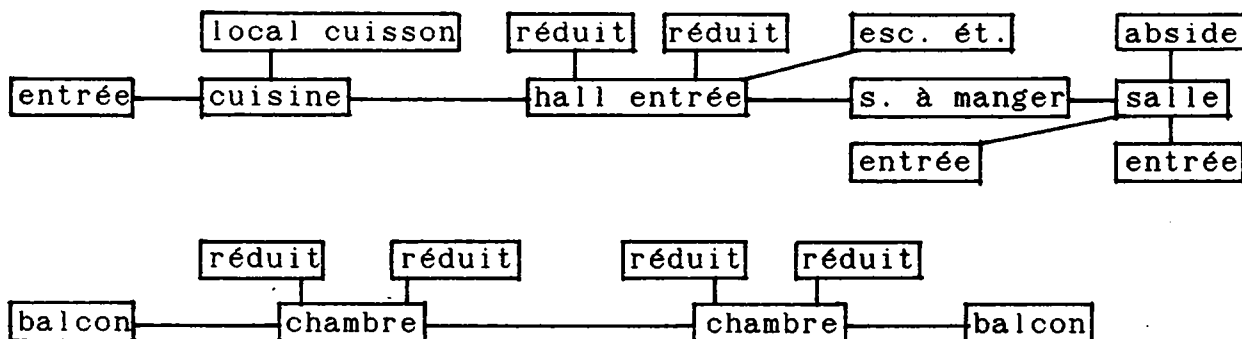 local cuisson réduit réduit esc. ét. abside
entrée cuisine hall entrée s. à manger salle
entrée entrée
réduit réduit réduit réduit
balcon chambre chambre balcon